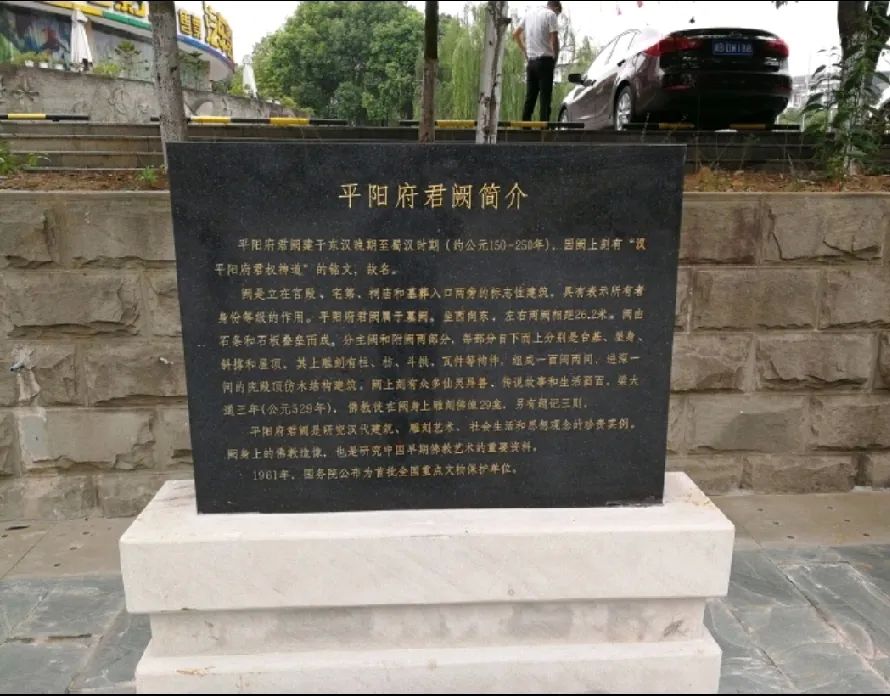 平阳府君阙简介
平阳府君阙建于东汉晚期至蜀汉时期（约公元150-250年），因阙上刻有“汉
平阳府君叔神道”的铭文，故名。
阙是立在宫殿、宅第、祠庙和墓葬入口两旁的标志性建筑，具有表示所有者
身份等级的作用。平阳府君阙属于墓阙，坐西向东，左右两阙相距26.2米。阙由
石条和石板叠垒而成，分主阙和附阙两部分，每部分自下而上分别是台基、壁身、
斜撑和屋顶，其上雕刻有柱、枋、斗拱、瓦件等构件，组成一面阔两间、进深一
间的庑殿顶仿木结构建筑。阙上刻有众多仙灵异兽、传说故事和生活画面。梁大
通三年(公元529年)，佛教徒在阙身上雕刻佛像29龛，另有题记三则。
平阳府君阙是研究汉代建筑、雕刻艺术、社会生活和思想观念的珍贵实例。
阙身上的佛教造像，也是研究中国早期佛教艺术的重要资料。
1961年，国务院公布为首批全国重点文物保护单位。